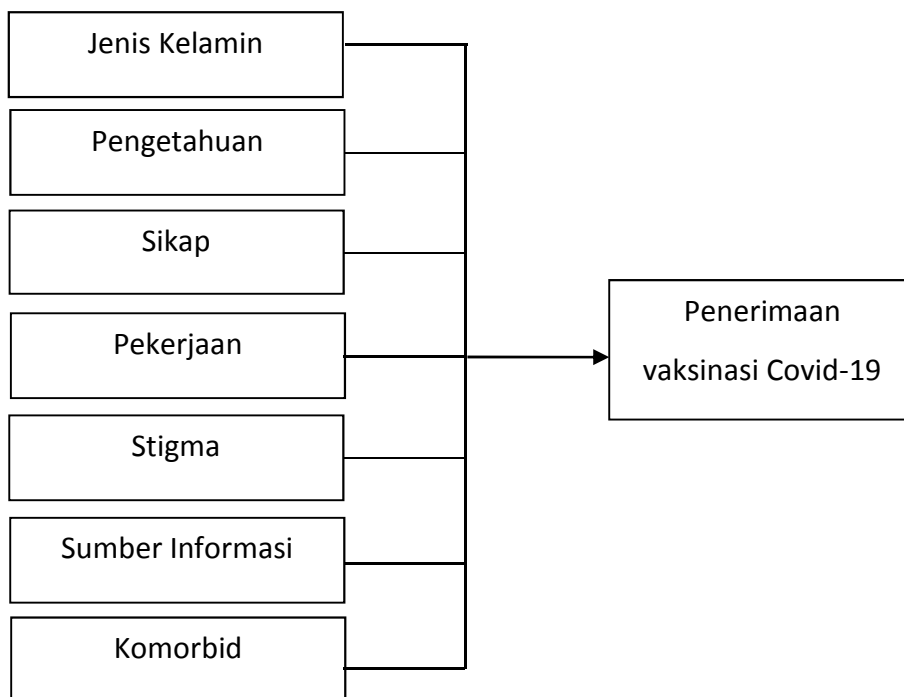 Jenis Kelamin
Pengetahuan
Sikap
Pekerjaan
Stigma
Sumber Informasi
Komorbid
Penerimaan
vaksinasi Covid-19